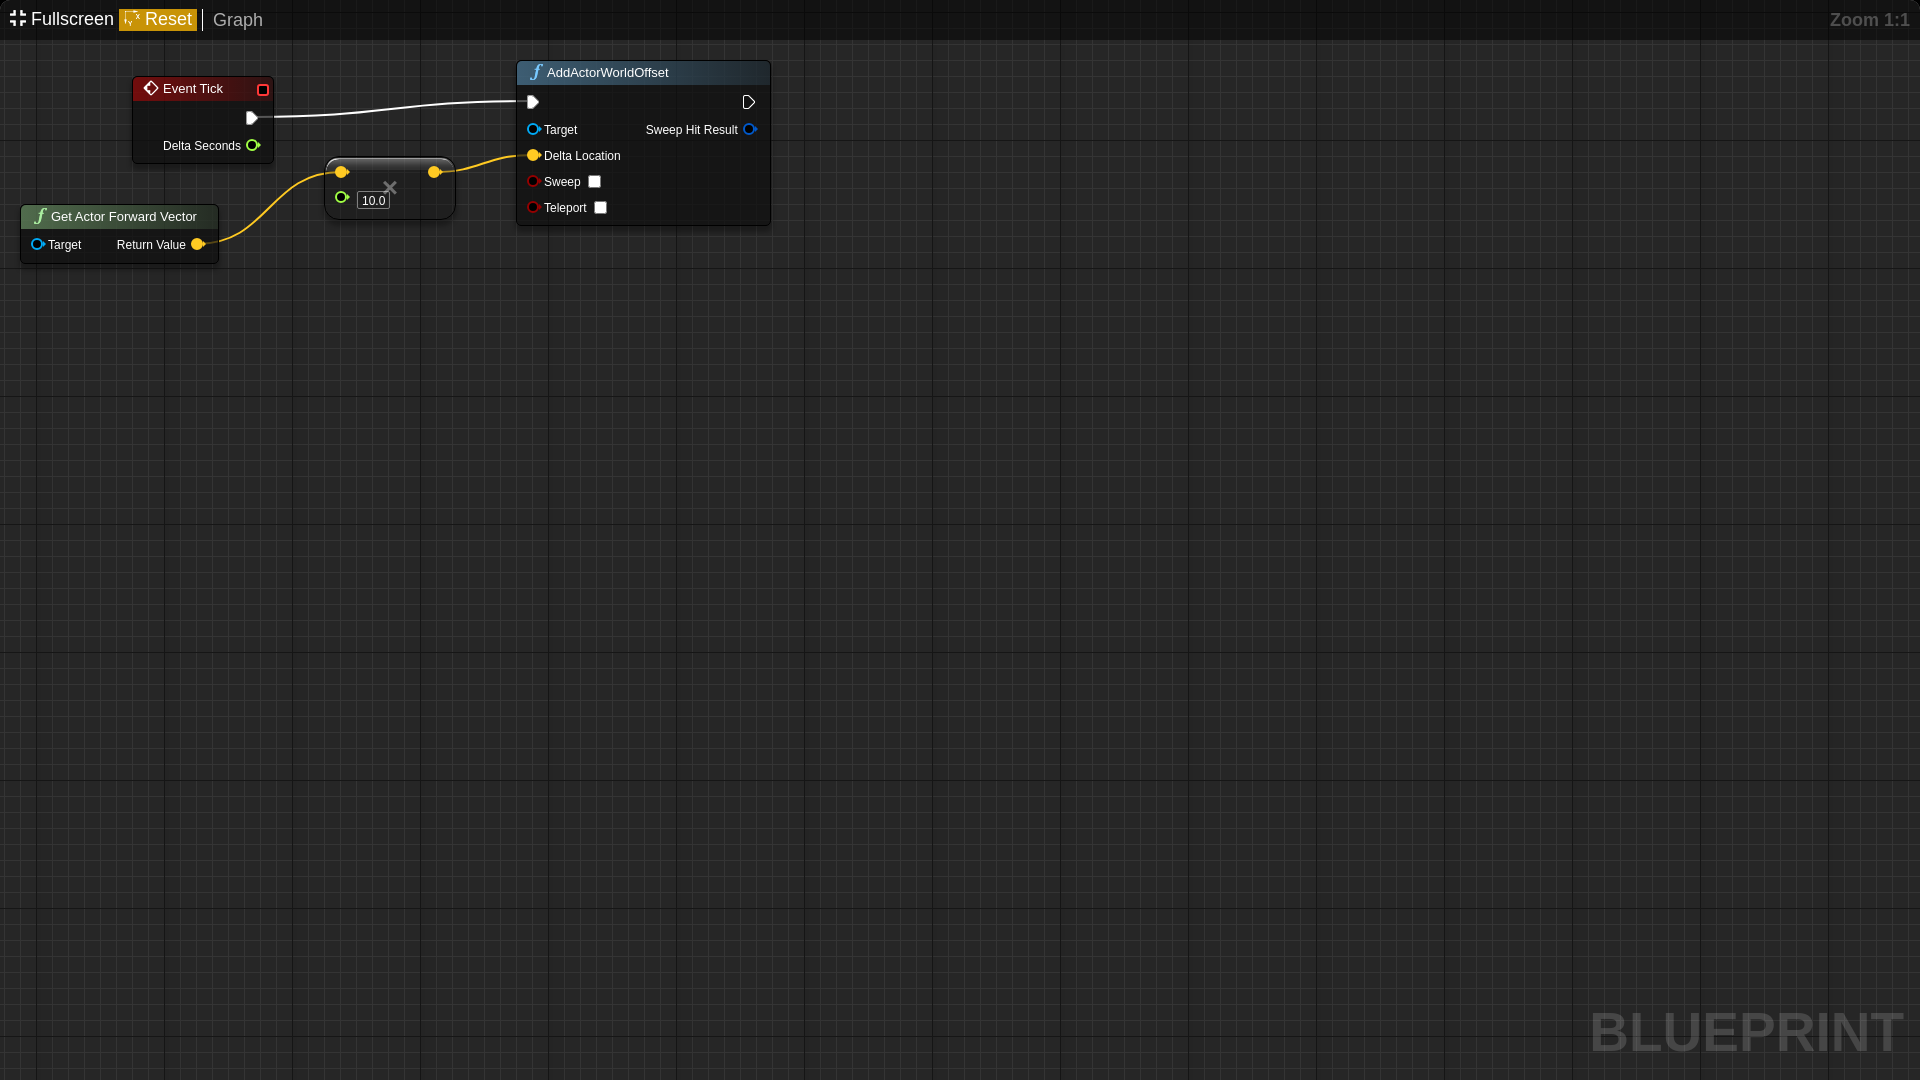 Fullscreen Reset Graph
Zoom 1:1
Event Tick
Delta Seconds
Get Actor Forward Vector
Target Return Value
10.0
AddActorWorldOffset
Target Sweep Hit Result
Delta Location
Sweep
Teleport
BLUEPRINT